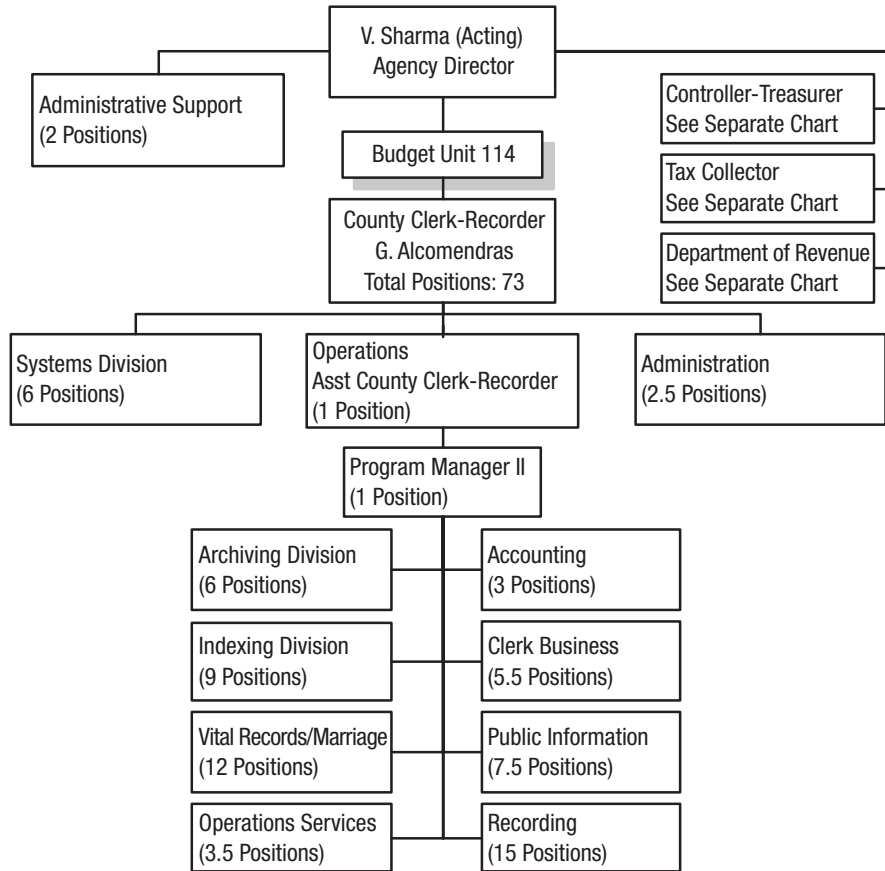 V. Sharma (Acting)
Agency Director
Administrative Support
(2 Positions)
Controller-Treasurer
See Separate Chart
Budget Unit 114
Tax Collector
See Separate Chart
County Clerk-Recorder
G. Alcomendras
Total Positions: 73
Department of Revenue
See Separate Chart
Systems Division
(6 Positions)
Operations
Asst County Clerk-Recorder
(1 Position)
Administration
(2.5 Positions)
Program Manager II
(1 Position)
Archiving Division
(6 Positions)
Accounting
(3 Positions)
Indexing Division
(9 Positions)
Clerk Business
(5.5 Positions)
Vital Records/Marriage
(12 Positions)
Public Information
(7.5 Positions)
Operations Services
(3.5 Positions)
Recording
(15 Positions)